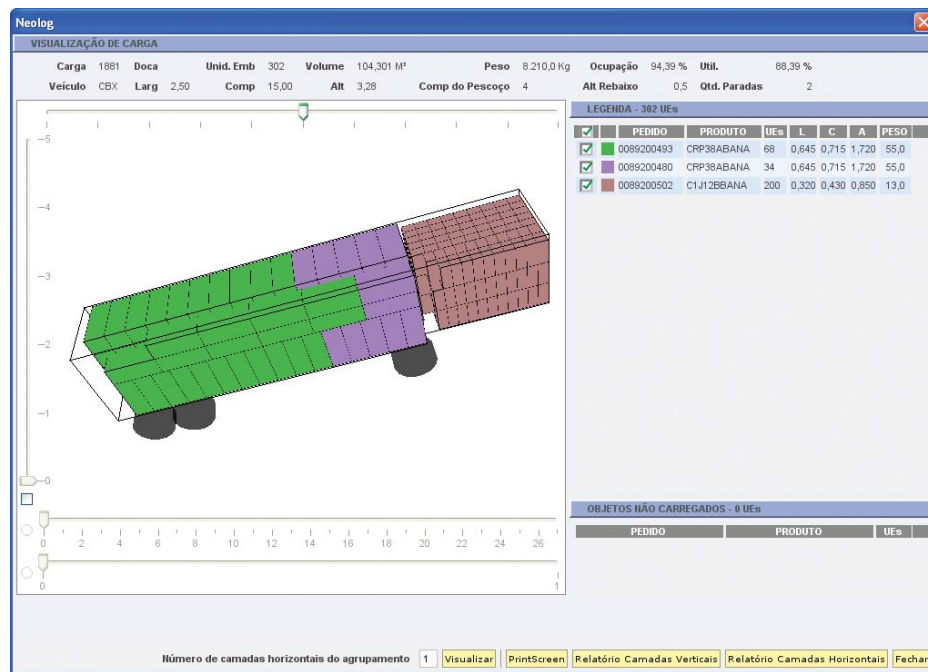 Neolog
VISUALIZAÇÃO DE CARGA
Carga 1881 Doca Unid. Emb 302 Volume 104,301 M³ Peso 8.210,0 Kg Ocupação 94,39 % Util. 88,39 %
Veículo CBX Larg 2,50 Comp 15,00 Alt 3,28 Comp do Pescoço 4 Alt Rebaixo 0,5 Qtd. Paradas 2
LEGENDA - 302 UEs
PEDIDO PRODUTO UEs L C A PESO
0089200493 CRP38ABANA 68 0,645 0,715 1,720 55,0
0089200480 CRP38ABANA 34 0,645 0,715 1,720 55,0
0089200502 C1J12BBANA 200 0,320 0,430 0,850 13,0
5
4
3
2
1
0
0 2 4 6 8 10 12 14 16 18 20 22 24 26
0 1
OBJETOS NÃO CARREGADOS - 0 UEs
PEDIDO PRODUTO UEs
Número de camadas horizontais do agrupamento 1 Visualizar PrintScreen Relatório Camadas Verticais Relatório Camadas Horizontais Fechar